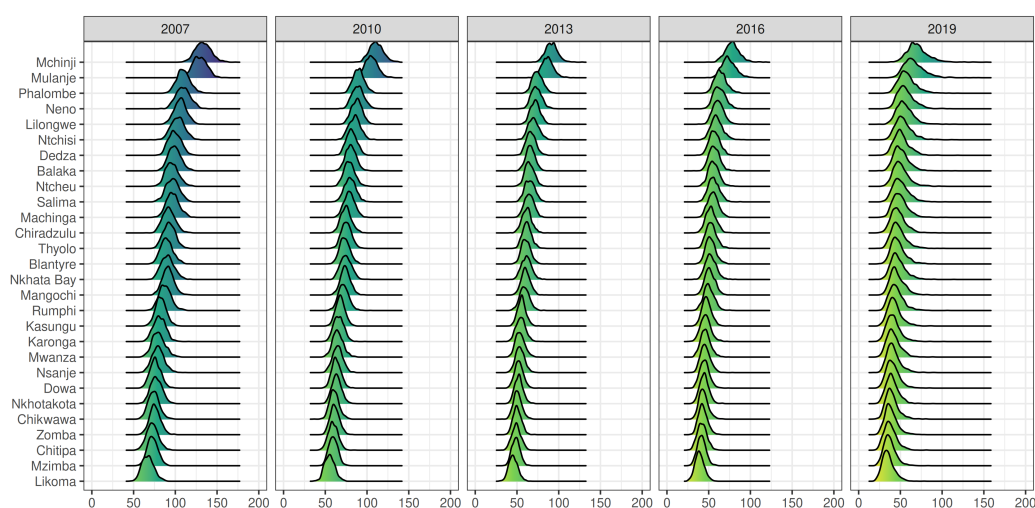 2007 2010 2013 2016 2019
Mchinji
Mulanje
Phalombe
Neno
Lilongwe
Ntchisi
Dedza
Balaka
Ntcheu
Salima
Machinga
Chiradzulu
Thyolo
Blantyre
Nkhata Bay
Mangochi
Rumphi
Kasungu
Karonga
Mwanza
Nsanje
Dowa
Nkhotakota
Chikwawa
Zomba
Chitipa
Mzimba
Likoma
0 50 100 150 200 0 50 100 150 200 0 50 100 150 200 0 50 100 150 200 0 50 100 150 200